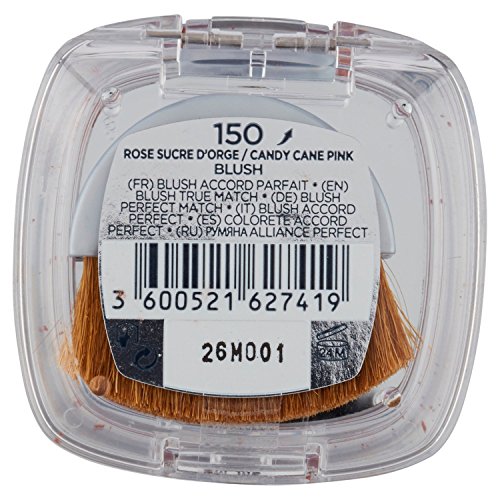 150
ROSE SUCRE D'ORGE / CANDY CANE PINK
BLUSH
(FR) BLUSH ACCORD PARFAIT • (EN)
BLUSH TRUE MATCH • (DE) BLUSH
PERFECT MATCH • (IT) BLUSH ACCORD
PERFECT • (ES) COLORETE ACCORD
PERFECT • (RU) РУМЯНА ALLIANCE PERFECT
3 600521 627419
26M001
24M